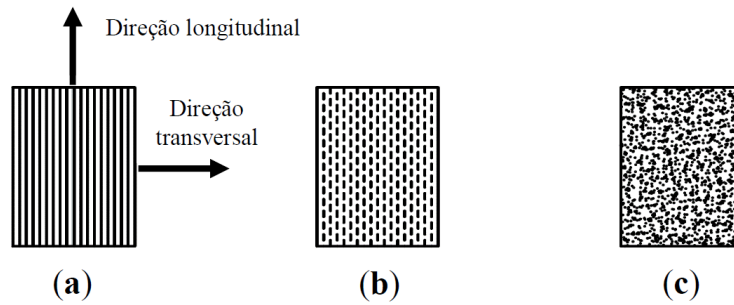 Direção longitudinal
Direção
transversal
(a)
(b)
(c)